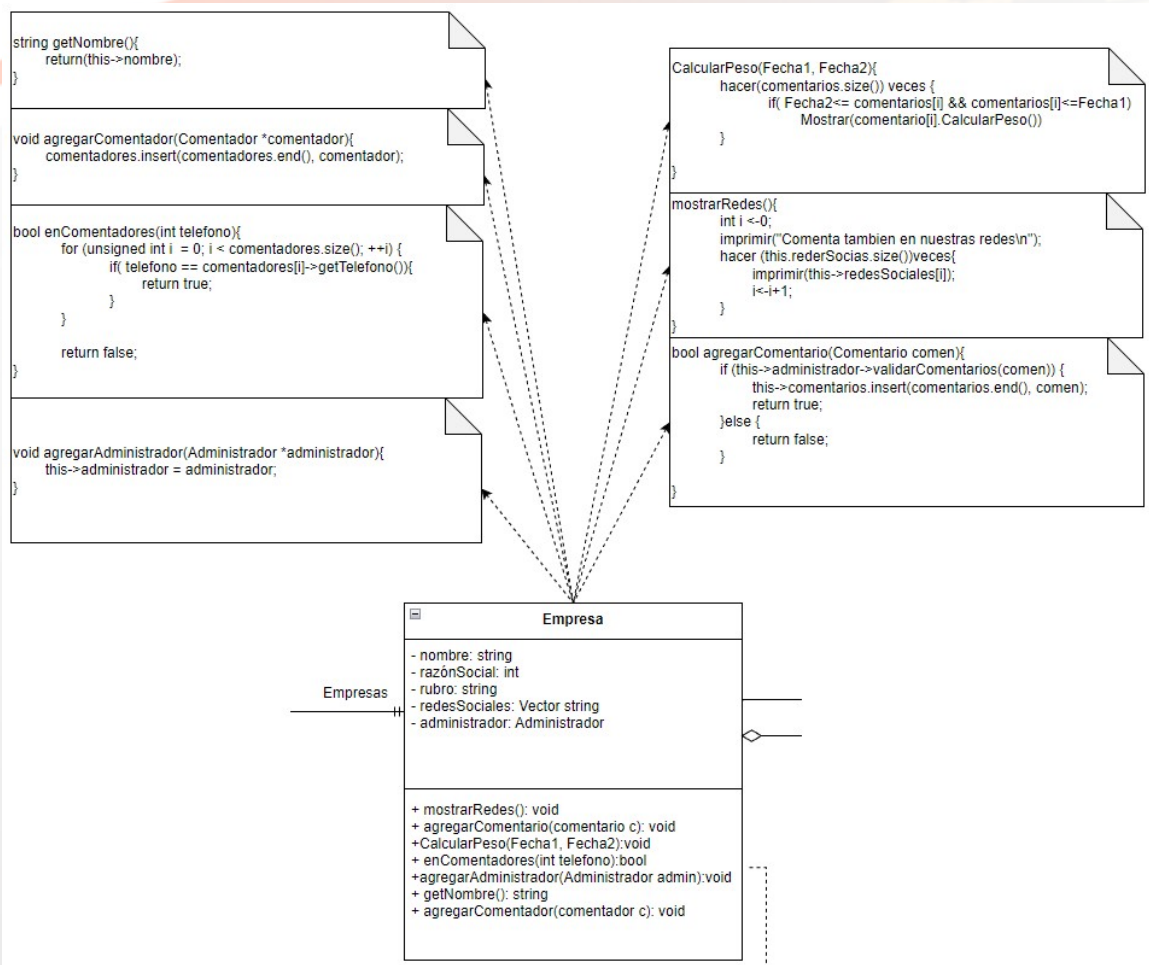 string getNombre(){
return(this->nombre);
}
void agregarComentador(Comentador *comentador){
comentadores.insert(comentadores.end(), comentador);
}
bool enComentadores(int telefono){
for (unsigned int i = 0; i < comentadores.size(); ++i) {
if( telefono == comentadores[i]->getTelefono()){
return true;
}
}
return false;
}
void agregarAdministrador(Administrador *administrador){
this->administrador = administrador;
}
CalcularPeso(Fecha1, Fecha2){
hacer(comentarios.size()) veces {
if( Fecha2<= comentarios[i] && comentarios[i]<=Fecha1)
Mostrar(comentario[i].CalcularPeso())
}
}
mostrarRedes(){
int i <-0;
imprimir("Comenta tambien en nuestras redes\n");
hacer (this.rederSocias.size())veces{
imprimir(this->redesSociales[i]);
i<-i+1;
}
}
bool agregarComentario(Comentario comen){
if (this->administrador->validarComentarios(comen)) {
this->comentarios.insert(comentarios.end(), comen);
return true;
}else {
return false;
}
}
Empresa
- nombre: string
- razónSocial: int
- rubro: string
- redesSociales: Vector string
- administrador: Administrador
Empresas
+ mostrarRedes(): void
+ agregarComentario(comentario c): void
+CalcularPeso(Fecha1, Fecha2):void
+ enComentadores(int telefono):bool
+agregarAdministrador(Administrador admin):void
+ getNombre(): string
+ agregarComentador(comentador c): void